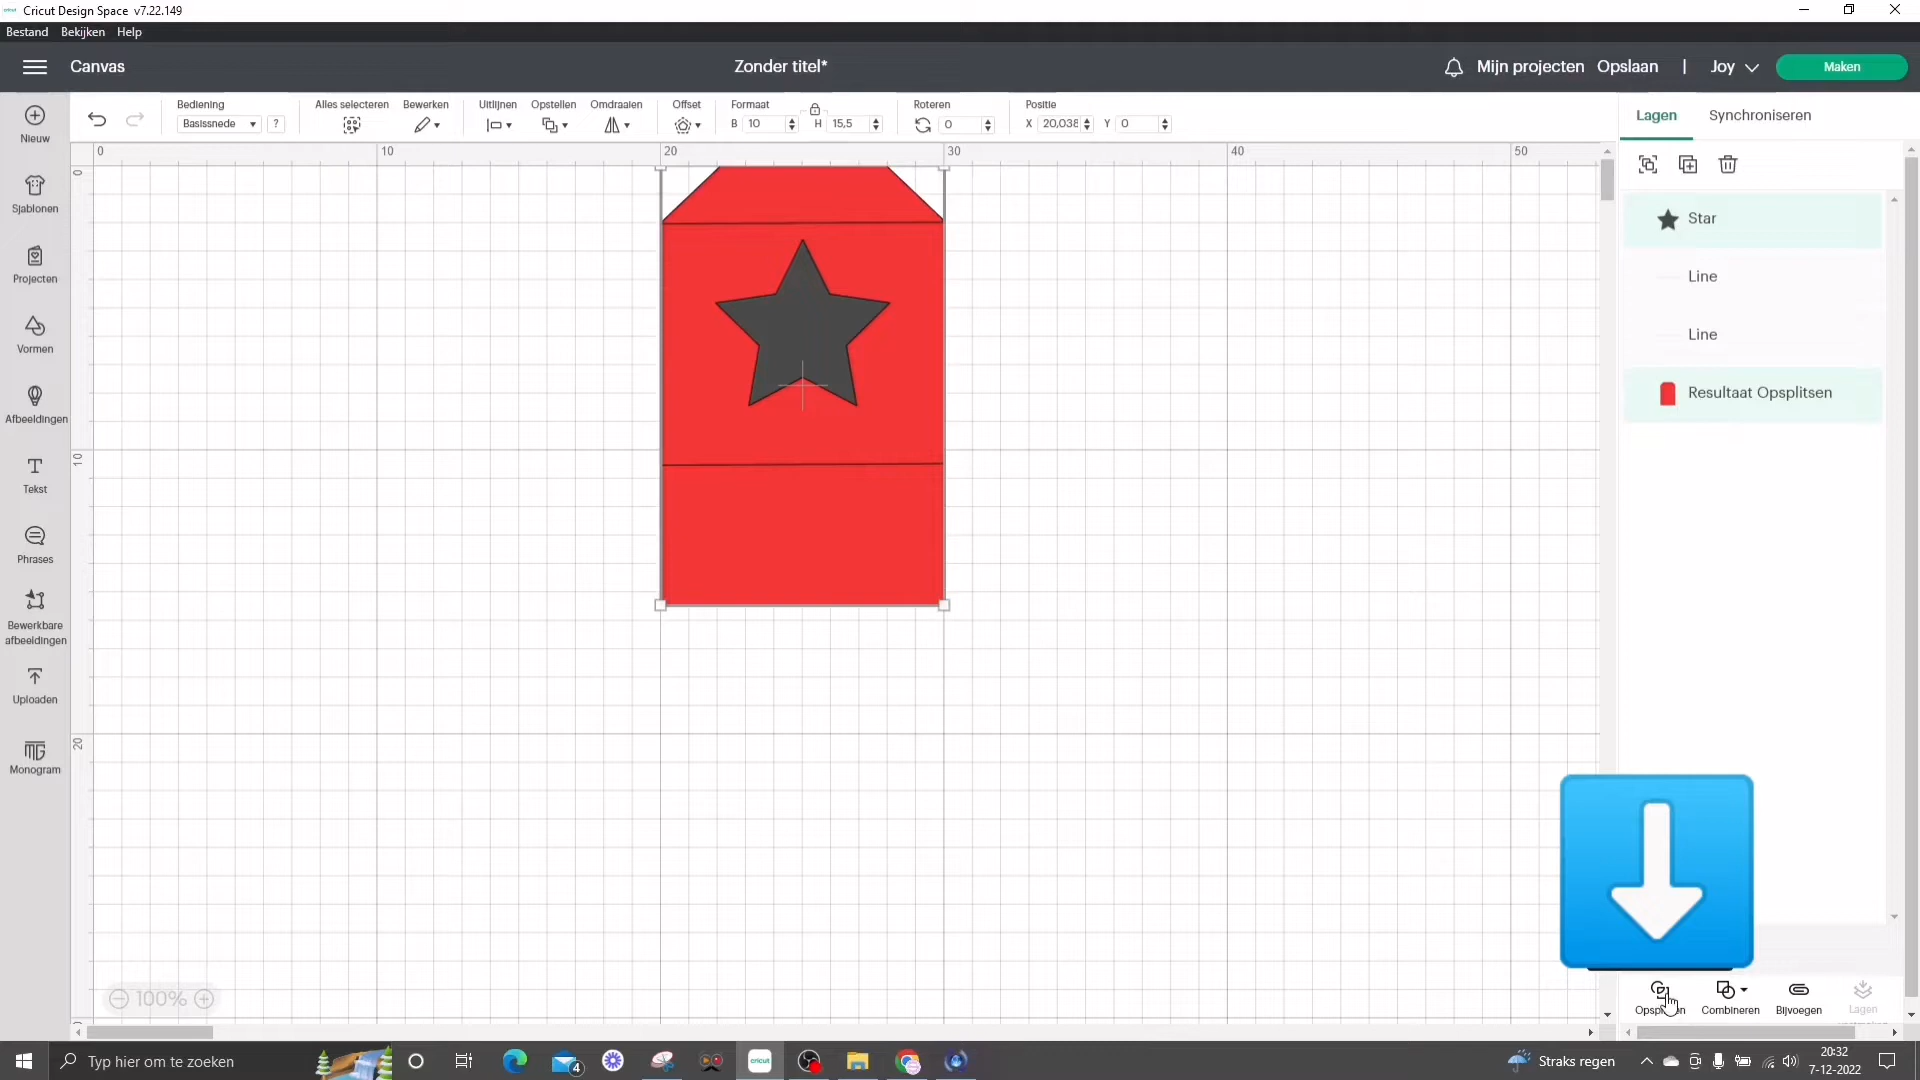 Cricut Design Space v7.22.149
Bestand Bekijken Help
Canvas
Zonder titel*
Mijn projecten Opslaan | Joy Maken
Bediening Alles selecteren Bewerken Uitlijnen Opstellen Omdraaien Offset Formaat Roteren Positie
Basissnede ? B 10 H 15,5 0 X 20,038 Y 0
Lagen Synchroniseren
0 10 20 30 40 50
0
10
20
Nieuw
Sjablonen
Projecten
Vormen
Afbeeldingen
Tekst
Phrases
Bewerkbare
afbeeldingen
Uploaden
MG
Monogram
Star
Line
Line
Resultaat Opsplitsen
100%
Combineren Bijvoegen Lagen
Typ hier om te zoeken
4
cricut
Straks regen
20:32
7-12-2022